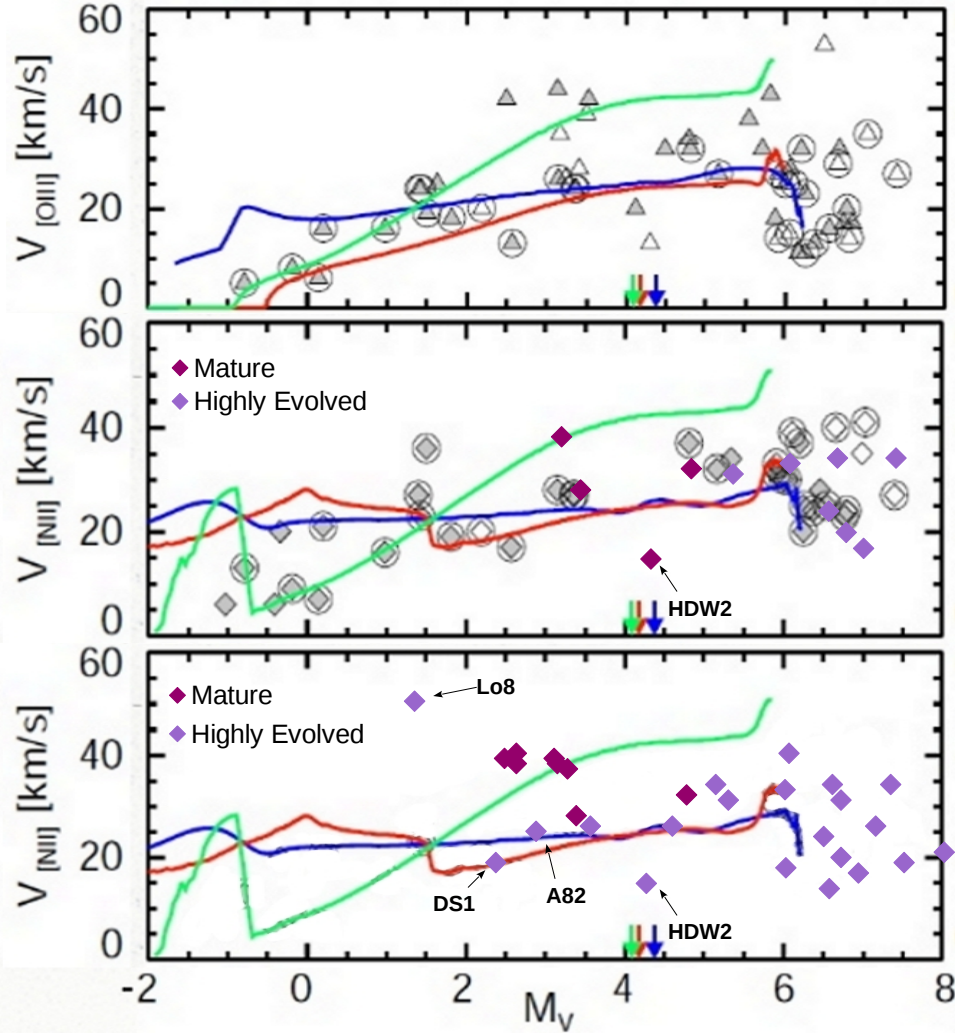 60
40
20
0
V [OIII] [km/s]
60
40
20
0
V [NII] [km/s]
Mature
Highly Evolved
HDW2
60
40
20
0
V [NII] [km/s]
Mature
Highly Evolved
Lo8
DS1
A82
HDW2
-2 0 2 4 6 8
MV